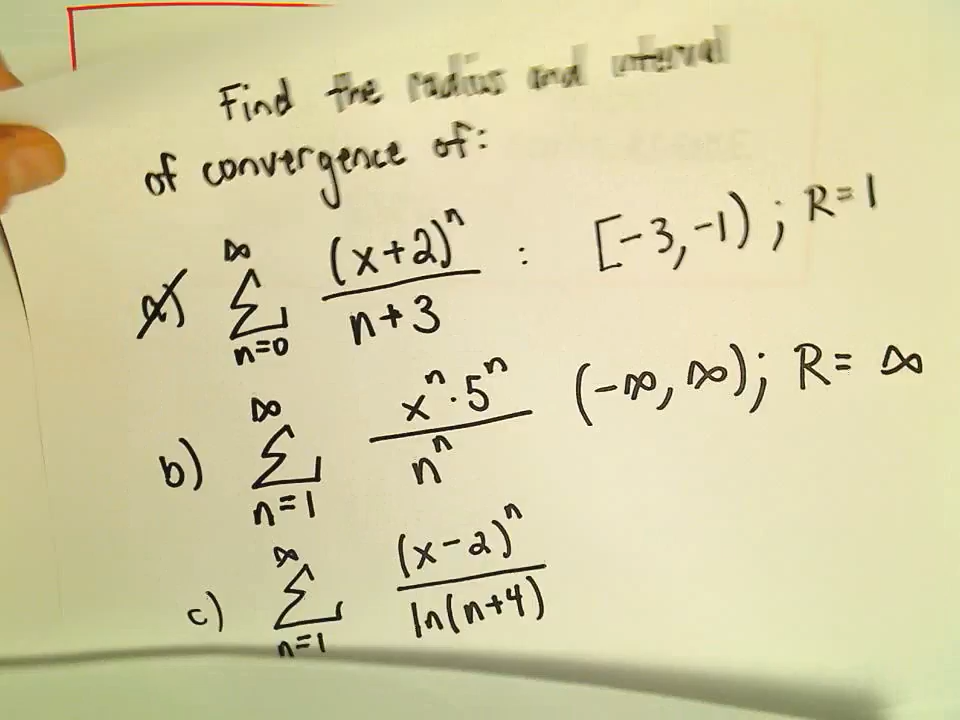 Find the radius and interval
of convergence of:
a) ∞ Σ n=0 (x+2)^n / n+3 : [-3,-1) ; R=1
b) ∞ Σ n=1 x^n · 5^n / n^n (-∞, ∞); R= ∞
c) ∞ Σ n=1 (x-2)^n / ln(n+4)